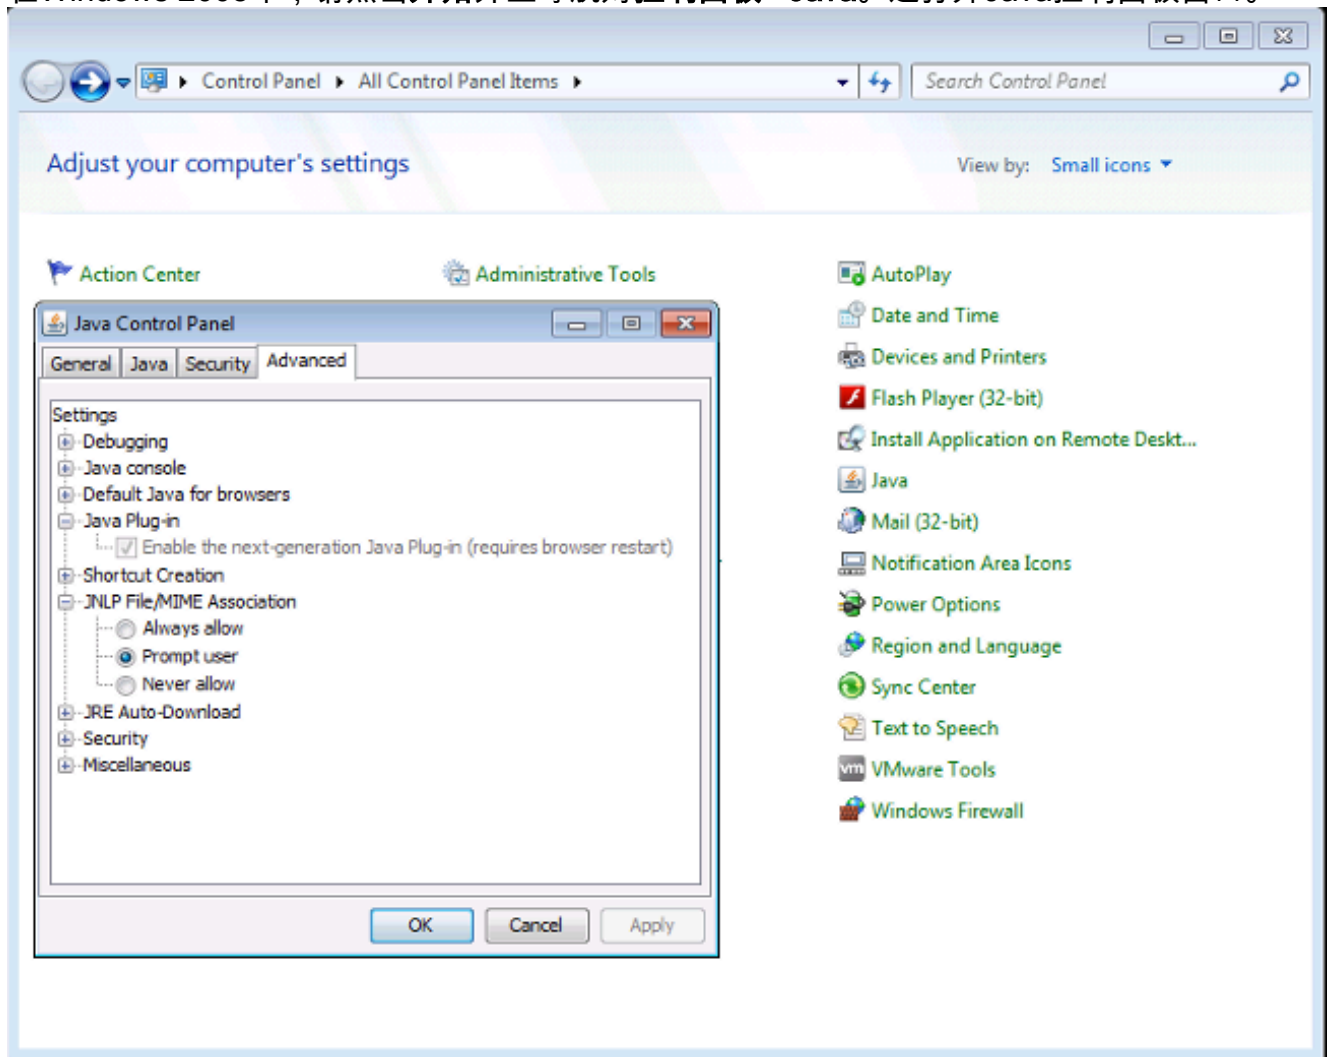 Control Panel
All Control Panel Items
Search Control Panel
Adjust your computer's settings
View by: Small icons
Action Center
Administrative Tools
AutoPlay
Date and Time
Devices and Printers
Flash Player (32-bit)
Install Application on Remote Deskt...
Java
Mail (32-bit)
Notification Area Icons
Power Options
Region and Language
Sync Center
Text to Speech
VMware Tools
Windows Firewall
Java Control Panel
General Java Security Advanced
Settings
Debugging
Java console
Default Java for browsers
Java Plug-in
Enable the next-generation Java Plug-in (requires browser restart)
Shortcut Creation
JNLP File/MIME Association
Always allow
Prompt user
Never allow
JRE Auto-Download
Security
Miscellaneous
OK Cancel Apply